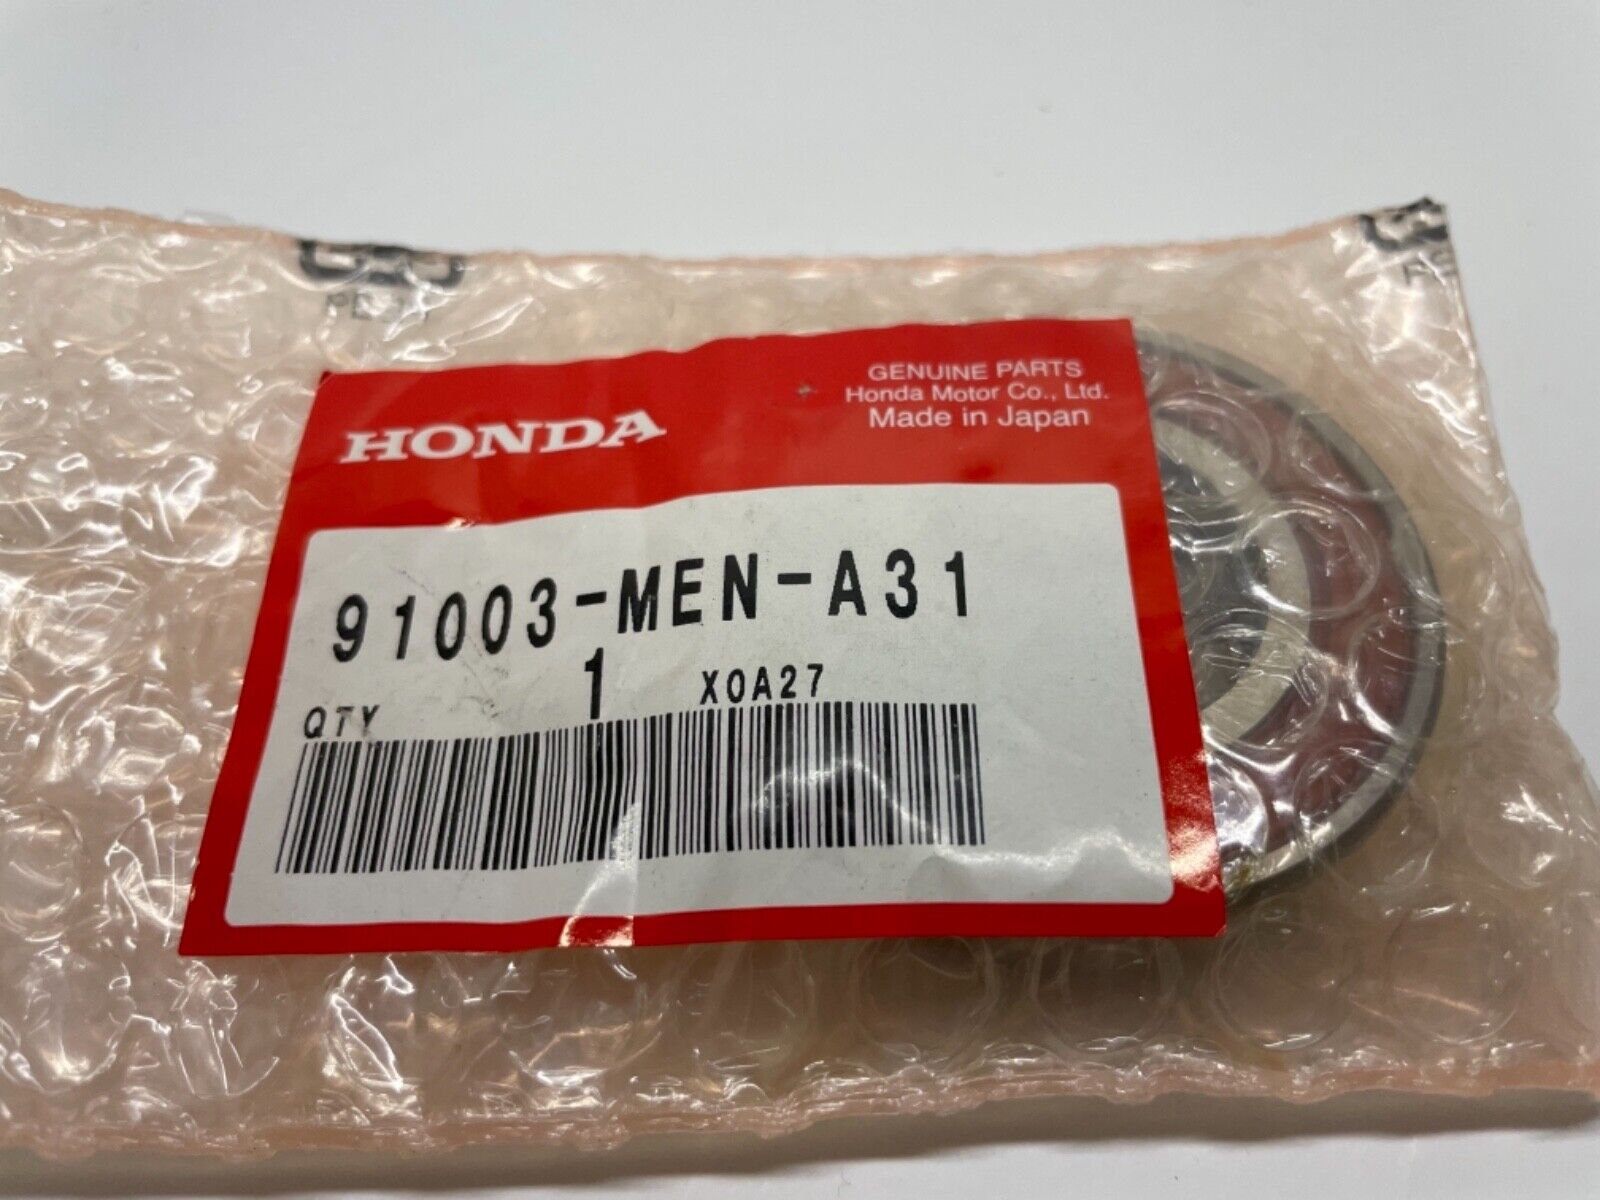 HONDA
GENUINE PARTS
Honda Motor Co., Ltd.
Made in Japan
91003-MEN-A31
QTY 1 X0A27